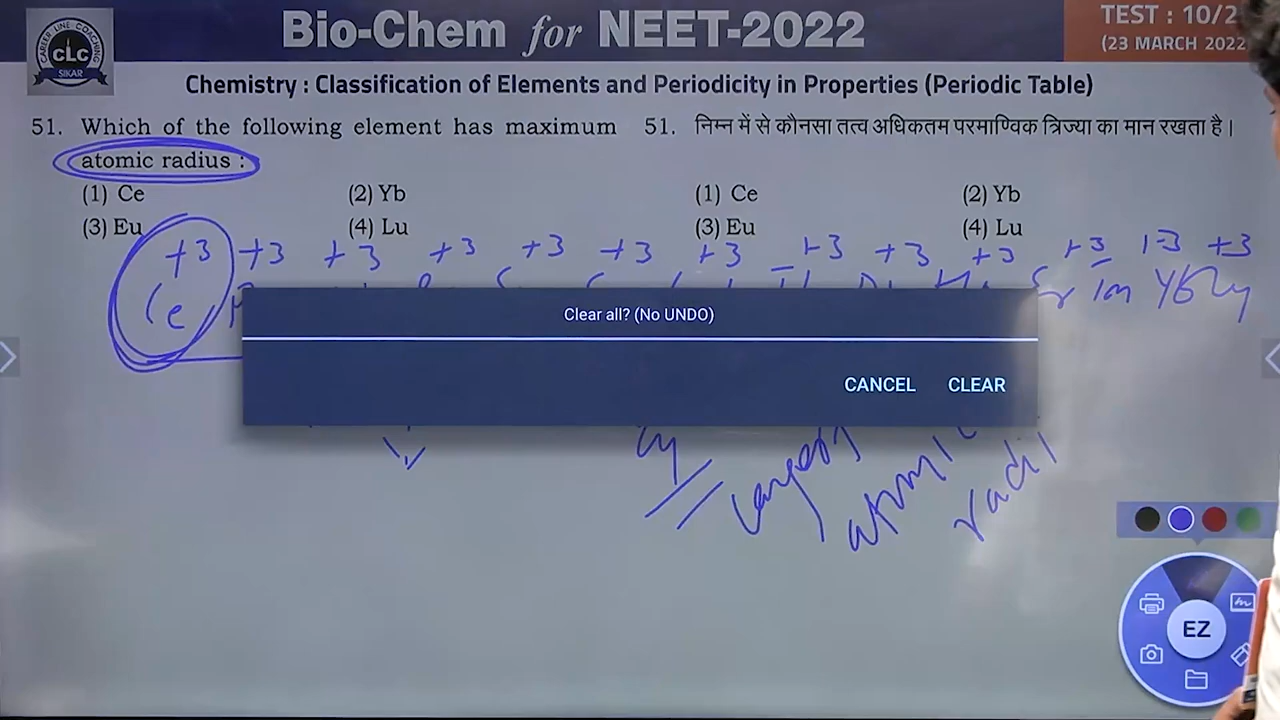 Bio-Chem for NEET-2022
TEST : 10/2
(23 MARCH 2022
CAREER LINE COACHING
CLC
SIKAR
Chemistry : Classification of Elements and Periodicity in Properties (Periodic Table)
51. Which of the following element has maximum
atomic radius :
(1) Ce (2) Yb
(3) Eu (4) Lu
51. निम्न में से कौनसा तत्व अधिकतम परमाण्विक त्रिज्या का मान रखता है।
(1) Ce (2) Yb
(3) Eu (4) Lu
+3 +3 +3 +3 +3 +3 +3 +3 +3 +3 +3 +3 +3
Ce
Clear all? (No UNDO)
CANCEL CLEAR
largest
atomic
radi
EZ